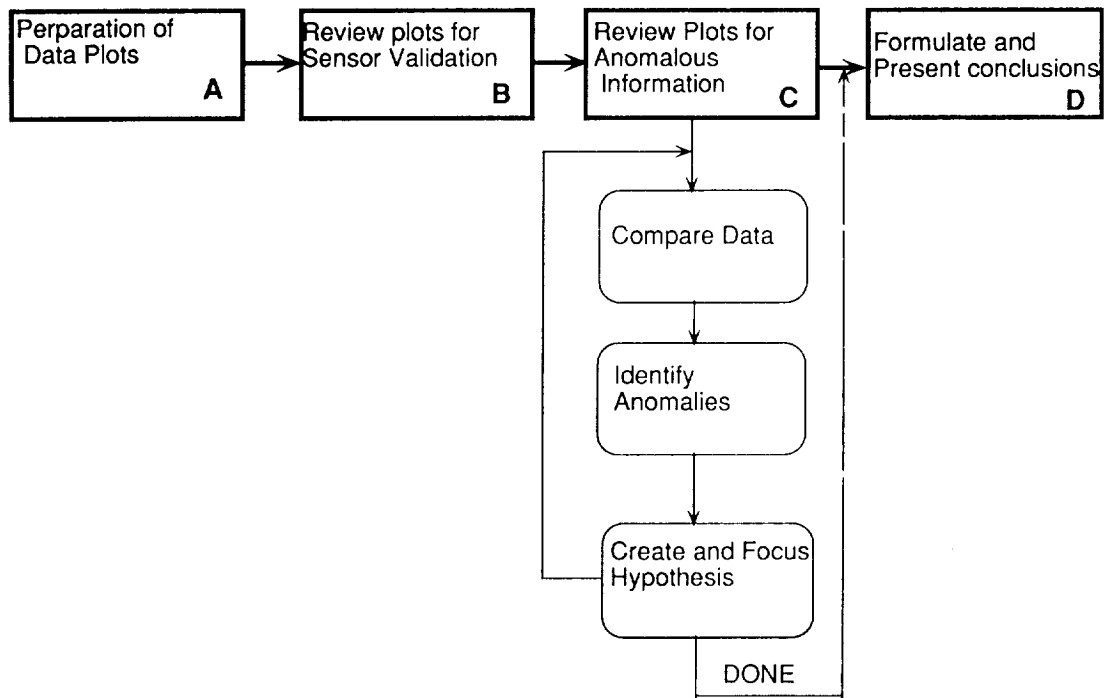 Perparation of
Data Plots
A
Review plots for
Sensor Validation
B
Review Plots for
Anomalous
Information
C
Formulate and
Present conclusions
D
Compare Data
Identify
Anomalies
Create and Focus
Hypothesis
DONE